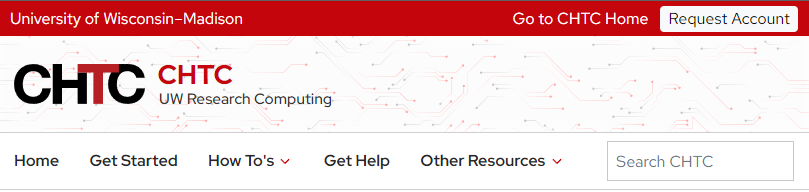 University of Wisconsin–Madison Go to CHTC Home Request Account
CHTC CHTC
UW Research Computing
Home Get Started How To's Get Help Other Resources Search CHTC